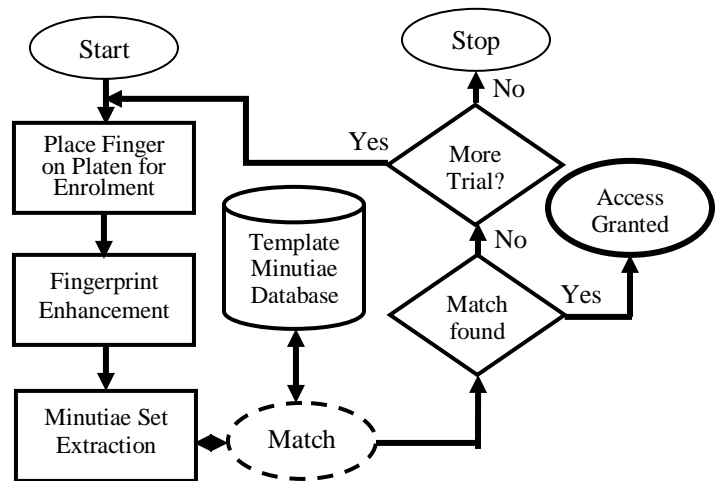 Start
Stop
No
Yes
More
Trial?
Place Finger
on Platen for
Enrolment
Access
Granted
Template
Minutiae
Database
No
Fingerprint
Enhancement
Match
found
Yes
Minutiae Set
Extraction
Match